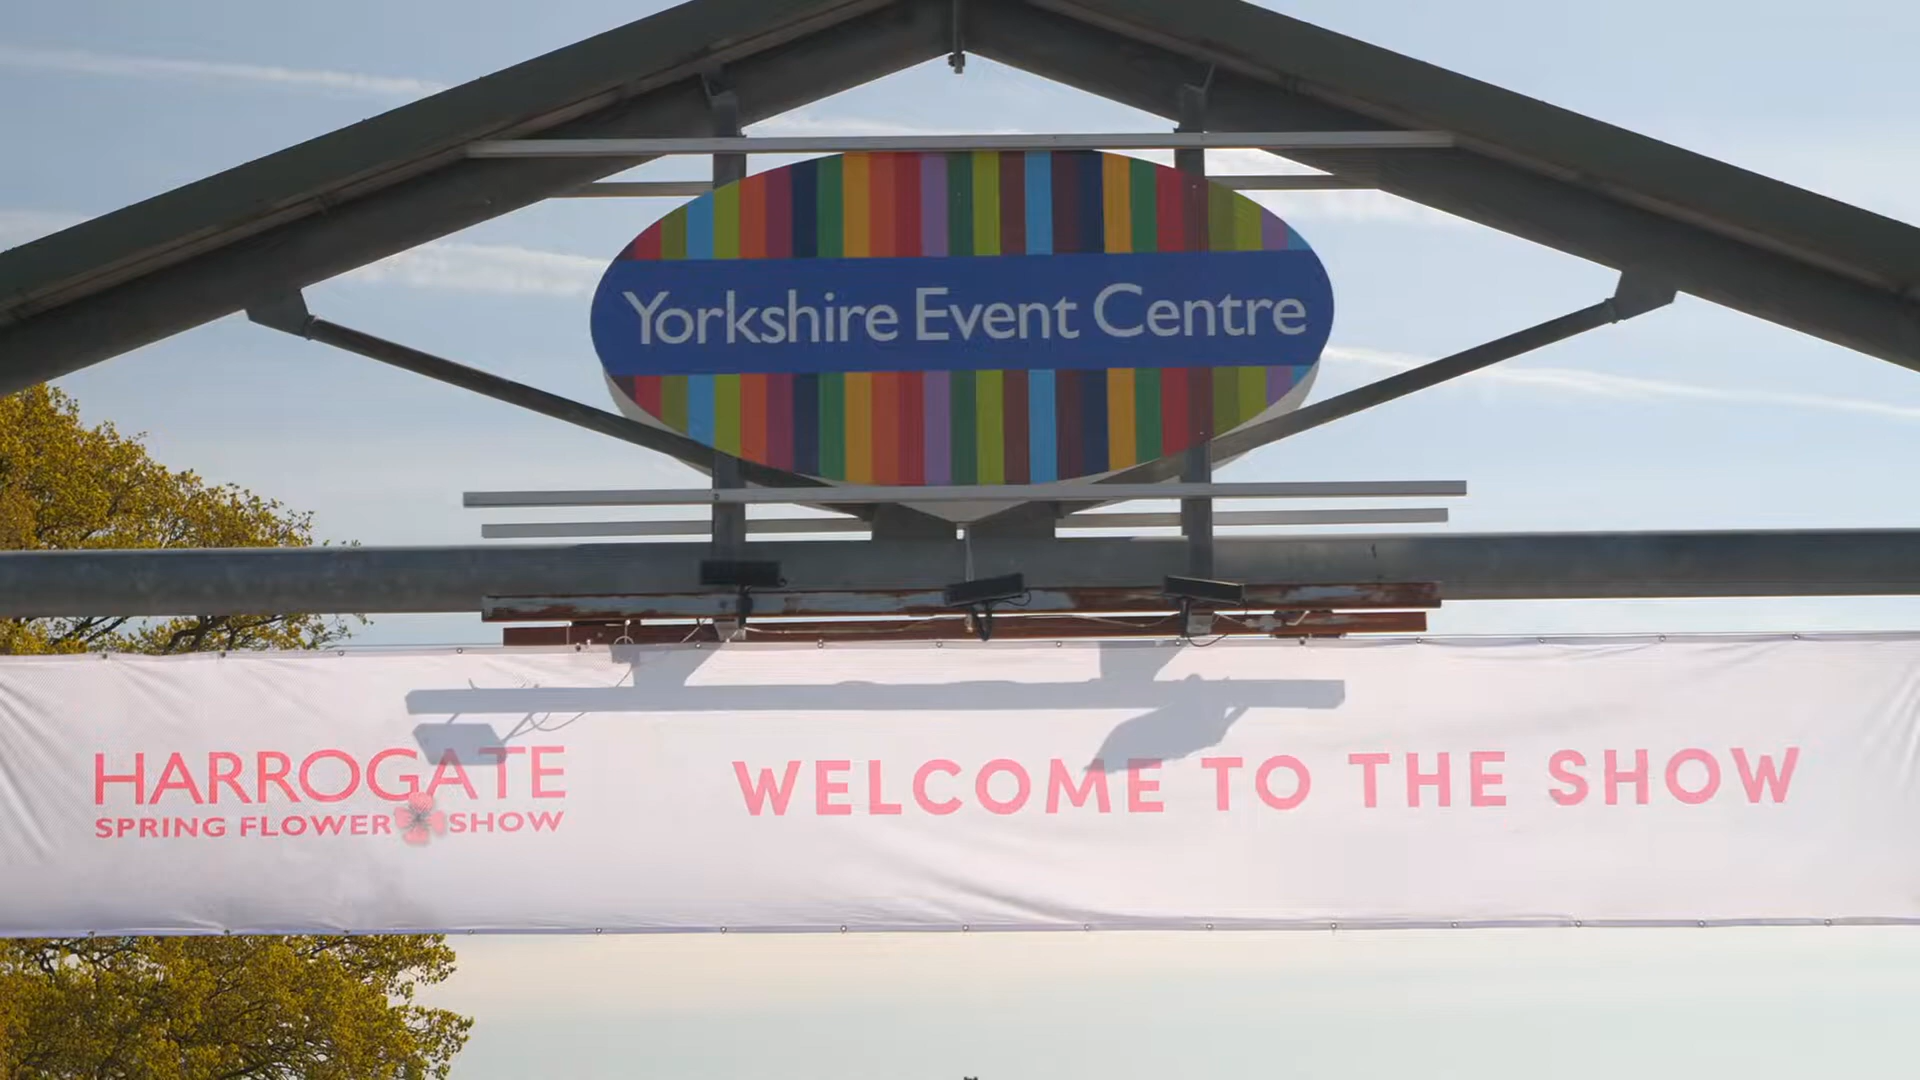 Yorkshire Event Centre
HARROGATE
SPRING FLOWER SHOW
WELCOME TO THE SHOW